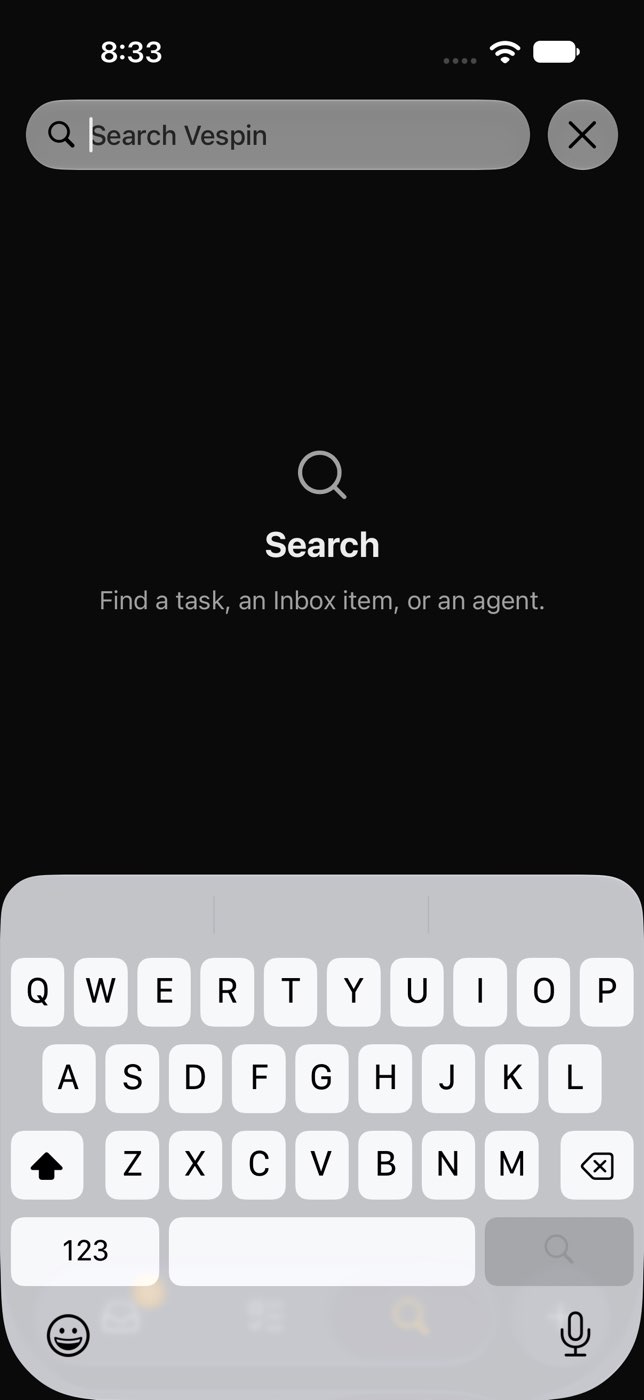 8:33
Search Vespin
Search
Find a task, an Inbox item, or an agent.
Q W E R T Y U I O P
A S D F G H J K L
Z X C V B N M
123